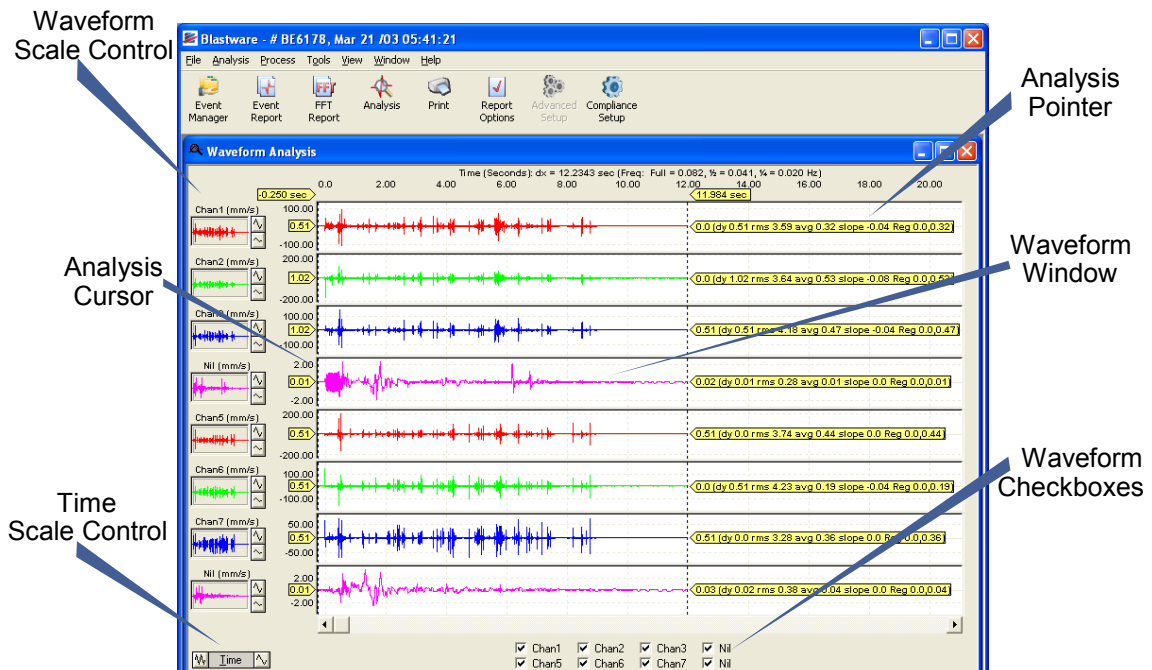 Waveform
Scale Control
Blastware - # BE6178, Mar 21 /03 05:41:21
File Analysis Process Tools View Window Help
Event
Manager
Event
Report
FFT
Report
Analysis
Print
Report
Options
Advanced
Setup
Compliance
Setup
Analysis
Pointer
Waveform Analysis
Time (Seconds): dx = 12.2343 sec (Freq: Full = 0.082, ½ = 0.041, ¼ = 0.020 Hz)
0.0 2.00 4.00 6.00 8.00 10.00 12.00 14.00 16.00 18.00 20.00
-0.250 sec
11.984 sec
Chan1 (mm/s)
100.00
0.51
-100.00
0.0 (dy 0.51 rms 3.59 avg 0.32 slope -0.04 Reg 0.0,0.32)
Waveform
Window
Analysis
Cursor
Chan2 (mm/s)
200.00
1.02
-200.00
0.0 (dy 1.02 rms 3.64 avg 0.53 slope -0.08 Reg 0.0,0.53)
Chan3 (mm/s)
100.00
1.02
-100.00
0.51 (dy 0.51 rms 4.18 avg 0.47 slope -0.04 Reg 0.0,0.47)
Nil (mm/s)
2.00
0.01
-2.00
0.02 (dy 0.01 rms 0.28 avg 0.01 slope 0.0 Reg 0.0,0.01)
Chan5 (mm/s)
200.00
0.51
-200.00
0.51 (dy 0.0 rms 3.74 avg 0.44 slope 0.0 Reg 0.0,0.44)
Waveform
Checkboxes
Chan6 (mm/s)
100.00
0.51
-100.00
0.0 (dy 0.51 rms 4.23 avg 0.19 slope -0.04 Reg 0.0,0.19)
Time
Scale Control
Chan7 (mm/s)
50.00
0.51
-50.00
0.51 (dy 0.0 rms 3.28 avg 0.36 slope 0.0 Reg 0.0,0.36)
Nil (mm/s)
2.00
0.01
-2.00
0.03 (dy 0.02 rms 0.38 avg 0.04 slope 0.0 Reg 0.0,0.04)
Time
Chan1 Chan2 Chan3 Nil
Chan5 Chan6 Chan7 Nil